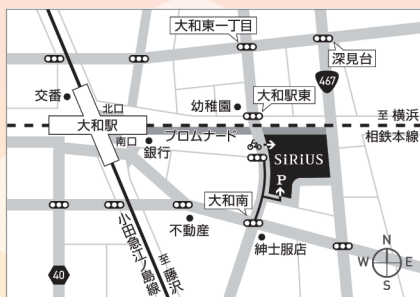 大和東一丁目
深見台
467
交番
北口
幼稚園
大和駅東
至 横浜
大和駅
プロムナード
相鉄本線
南口
銀行
SiRiUS
P
大和南
不動産
紳士服店
小田急江ノ島線
至 藤沢
40
N
W
E
S